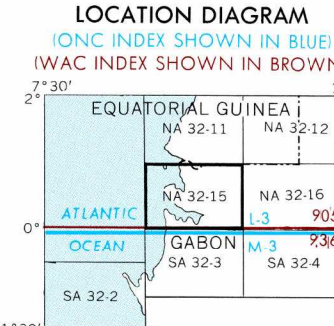 LOCATION DIAGRAM
(ONC INDEX SHOWN IN BLUE)
(WAC INDEX SHOWN IN BROWN
7°30'
2°
EQUATORIAL GUINEA
NA 32-11
NA 32-12
NA 32-15
NA 32-16
ATLANTIC
L-3
905
0°
OCEAN
GABON
M-3
936
SA 32-3
SA 32-4
SA 32-2